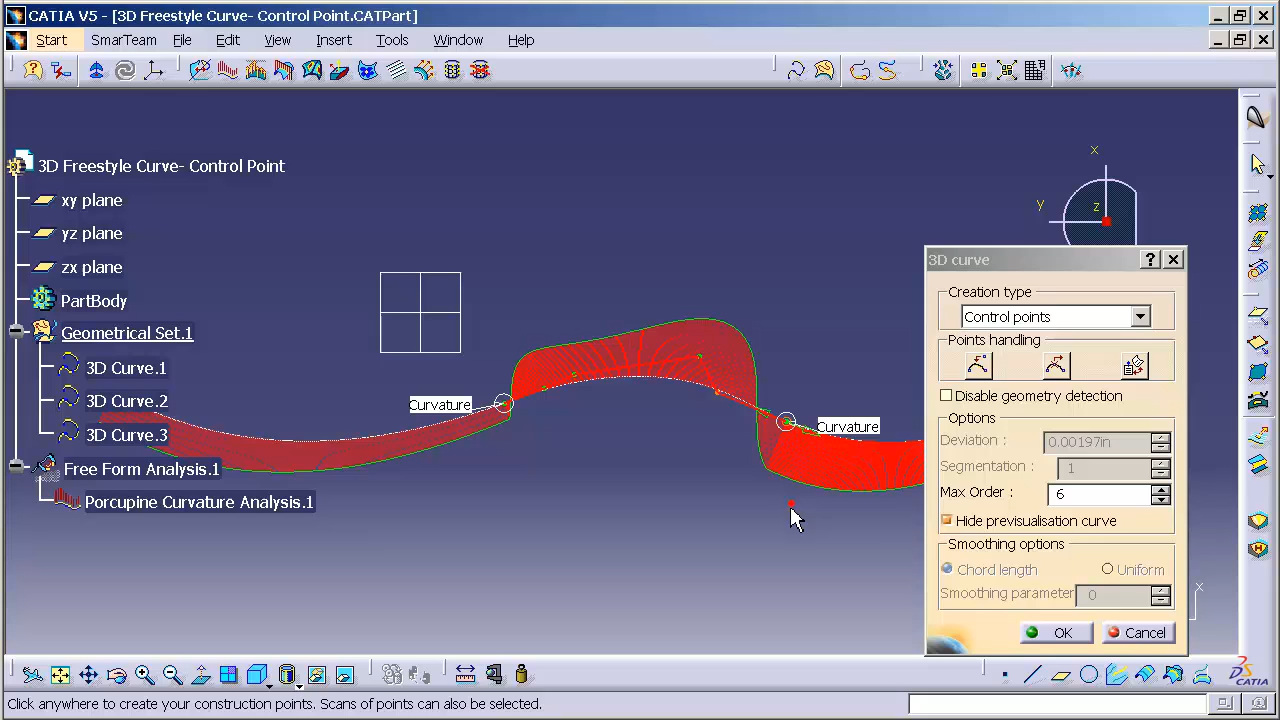 CATIA V5 - [3D Freestyle Curve- Control Point.CATPart]
Start SmarTeam File Edit View Insert Tools Window Help
3D Freestyle Curve- Control Point
xy plane
yz plane
zx plane
PartBody
Geometrical Set.1
3D Curve.1
3D Curve.2
3D Curve.3
Free Form Analysis.1
Porcupine Curvature Analysis.1
Curvature
Curvature
x
y
z
3D curve
Creation type
Control points
Points handling
Disable geometry detection
Options
Deviation : 0.00197in
Segmentation : 1
Max Order : 6
Hide previsualisation curve
Smoothing options
Chord length Uniform
Smoothing parameter 0
OK Cancel
x
CATIA
Click anywhere to create your construction points. Scans of points can also be selected.